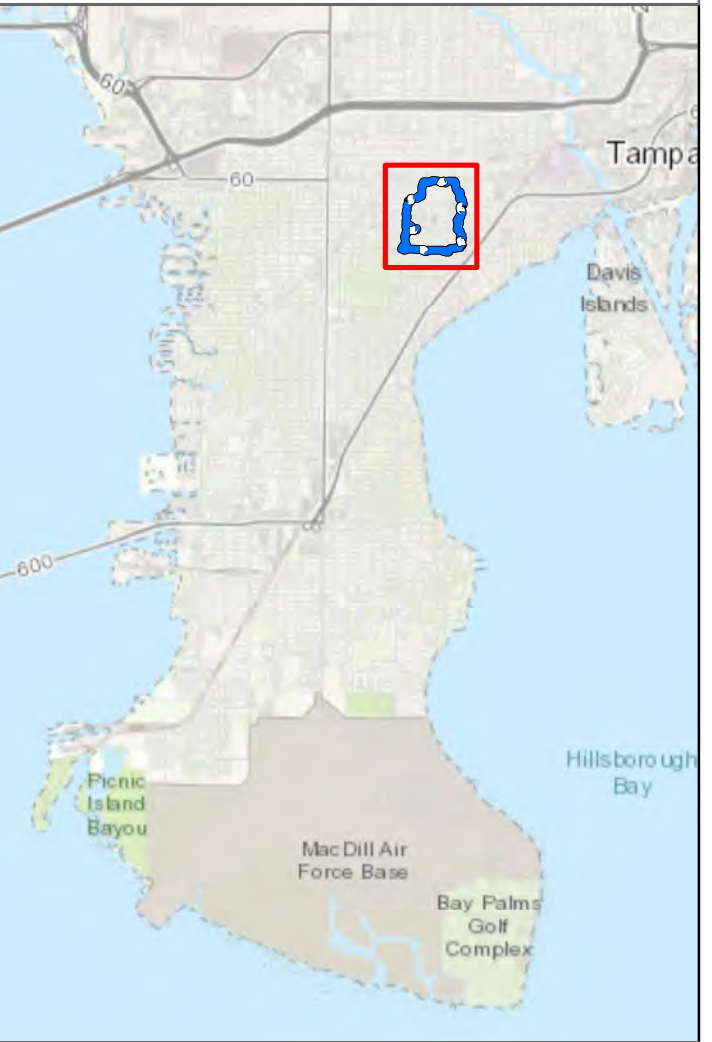 60
60
Tampa
Davis
Islands
600
Hillsborough
Bay
Picnic
Island
Bayou
MacDill Air
Force Base
Bay Palms
Golf
Complex